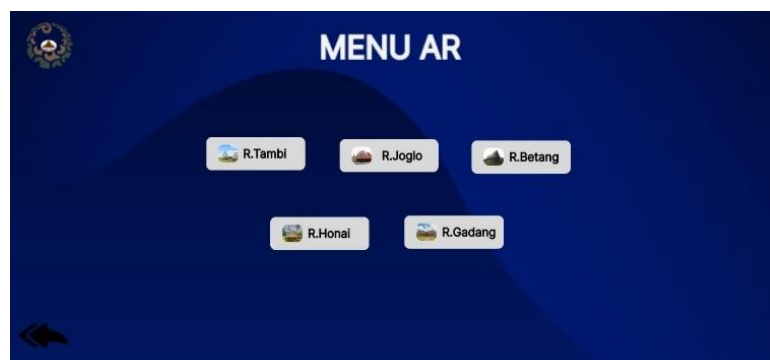 MENU AR
R.Tambi
R.Joglo
R.Betang
R.Honai
R.Gadang